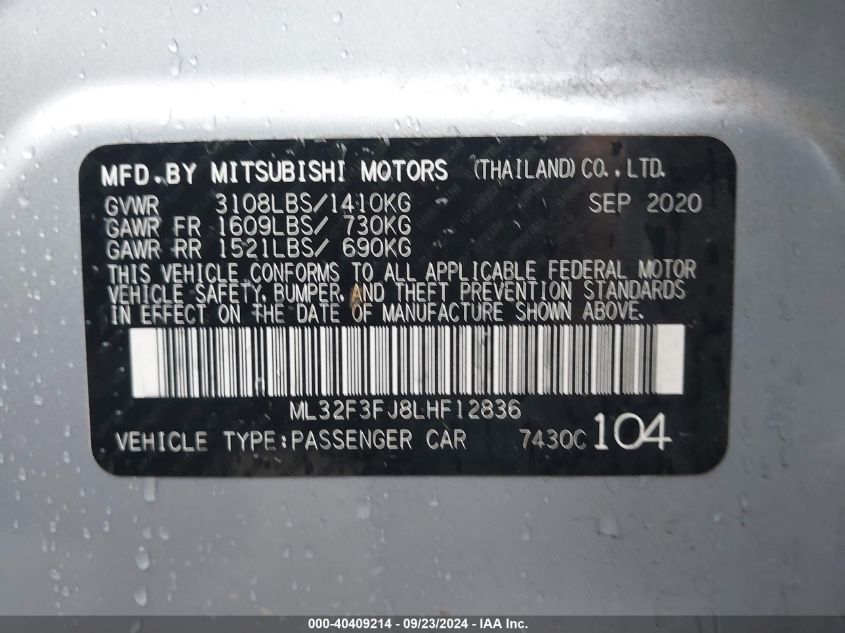 MFD.BY MITSUBISHI MOTORS (THAILAND)CO.,LTD.
GVWR 3108LBS/1410KG SEP 2020
GAWR FR 1609LBS/ 730KG
GAWR RR 1521LBS/ 690KG
THIS VEHICLE CONFORMS TO ALL APPLICABLE FEDERAL MOTOR
VEHICLE SAFETY, BUMPER, AND THEFT PREVENTION STANDARDS
IN EFFECT ON THE DATE OF MANUFACTURE SHOWN ABOVE.
ML32F3FJ8LHF12836
VEHICLE TYPE:PASSENGER CAR 7430C 104
000-40409214 - 09/23/2024 - IAA Inc.